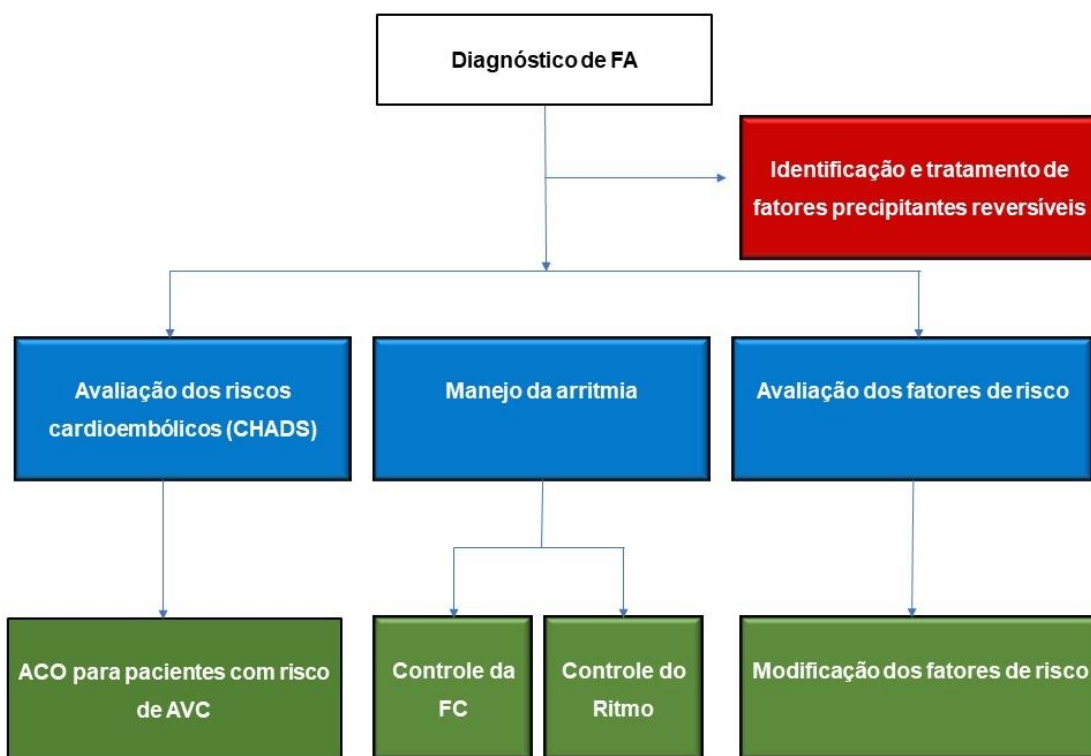 Diagnóstico de FA
Identificação e tratamento de
fatores precipitantes reversíveis
Avaliação dos riscos
cardioembólicos (CHADS)
Manejo da arritmia
Avaliação dos fatores de risco
ACO para pacientes com risco
de AVC
Controle da
FC
Controle do
Ritmo
Modificação dos fatores de risco